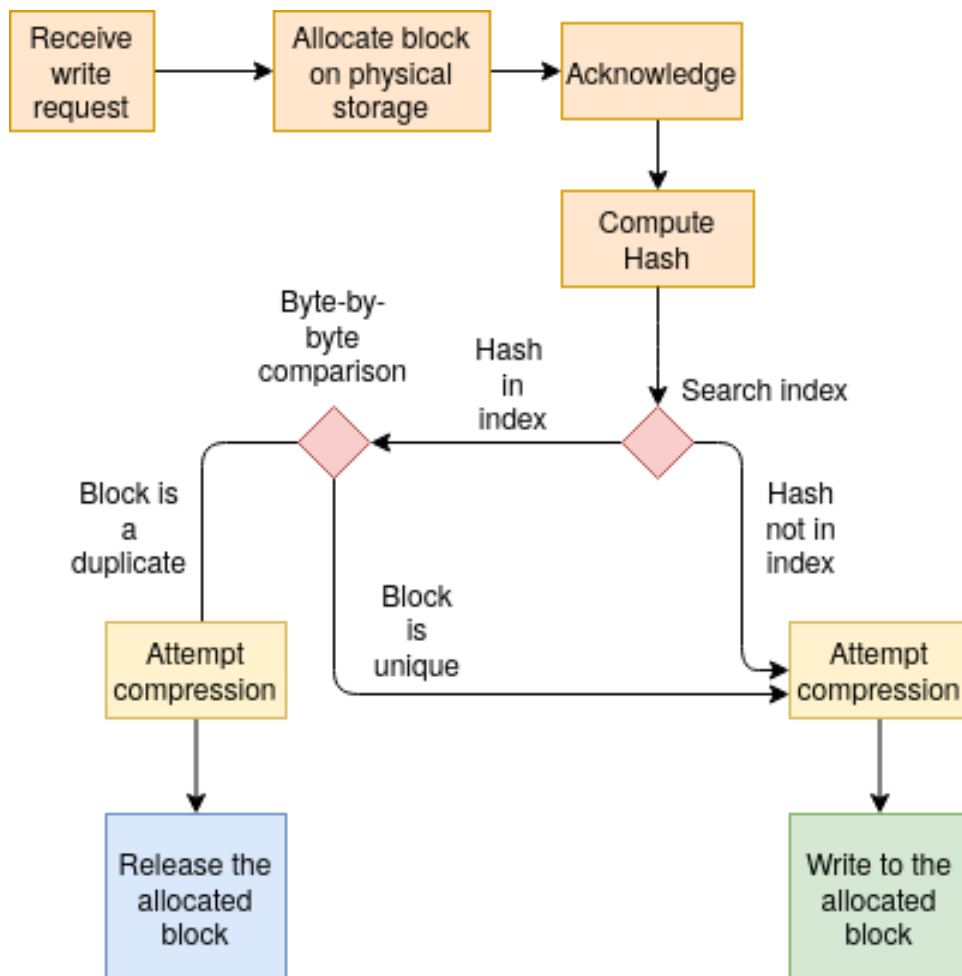 Receive
write
request
Allocate block
on physical
storage
Acknowledge
Compute
Hash
Byte-by-
byte
comparison
Hash
in
index
Search index
Block is
a
duplicate
Hash
not in
index
Block
is
unique
Attempt
compression
Attempt
compression
Release the
allocated
block
Write to the
allocated
block